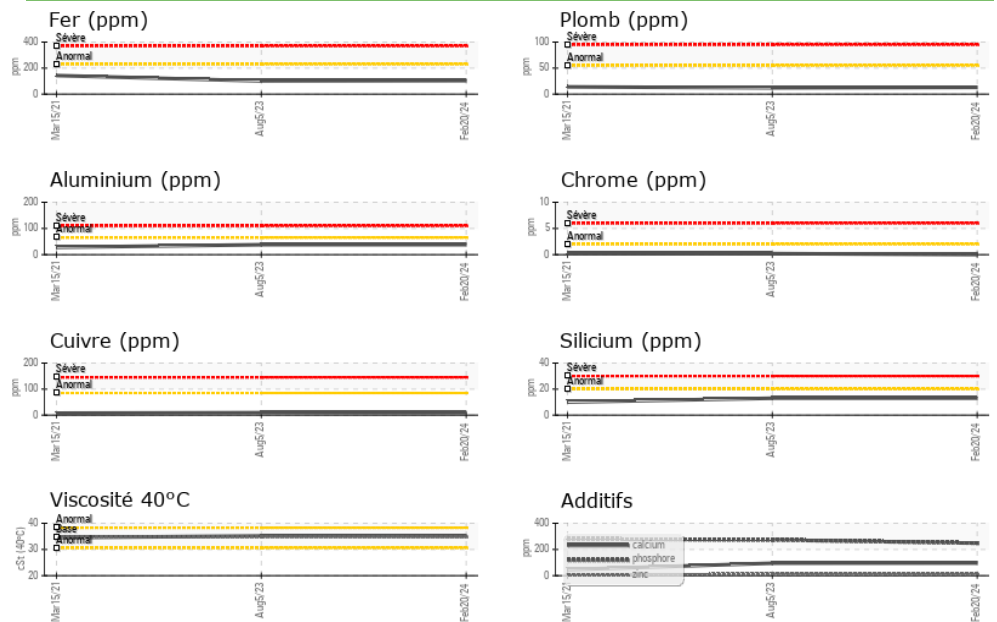 Fer (ppm)
400
200
0
ppm
Sévère
Anormal
Mar15/21
Aug5/23
Feb20/24
Plomb (ppm)
100
50
0
ppm
Sévère
Anormal
Mar15/21
Aug5/23
Feb20/24
Aluminium (ppm)
200
100
0
ppm
Sévère
Anormal
Mar15/21
Aug5/23
Feb20/24
Chrome (ppm)
10
5
0
ppm
Sévère
Anormal
Mar15/21
Aug5/23
Feb20/24
Cuivre (ppm)
200
100
0
ppm
Sévère
Anormal
Mar15/21
Aug5/23
Feb20/24
Silicium (ppm)
40
20
0
ppm
Sévère
Anormal
Mar15/21
Aug5/23
Feb20/24
Viscosité 40°C
40
30
20
cSt (40°C)
Anormal
Base
Anormal
Mar15/21
Aug5/23
Feb20/24
Additifs
400
200
0
ppm
calcium
phosphore
zinc
Mar15/21
Aug5/23
Feb20/24